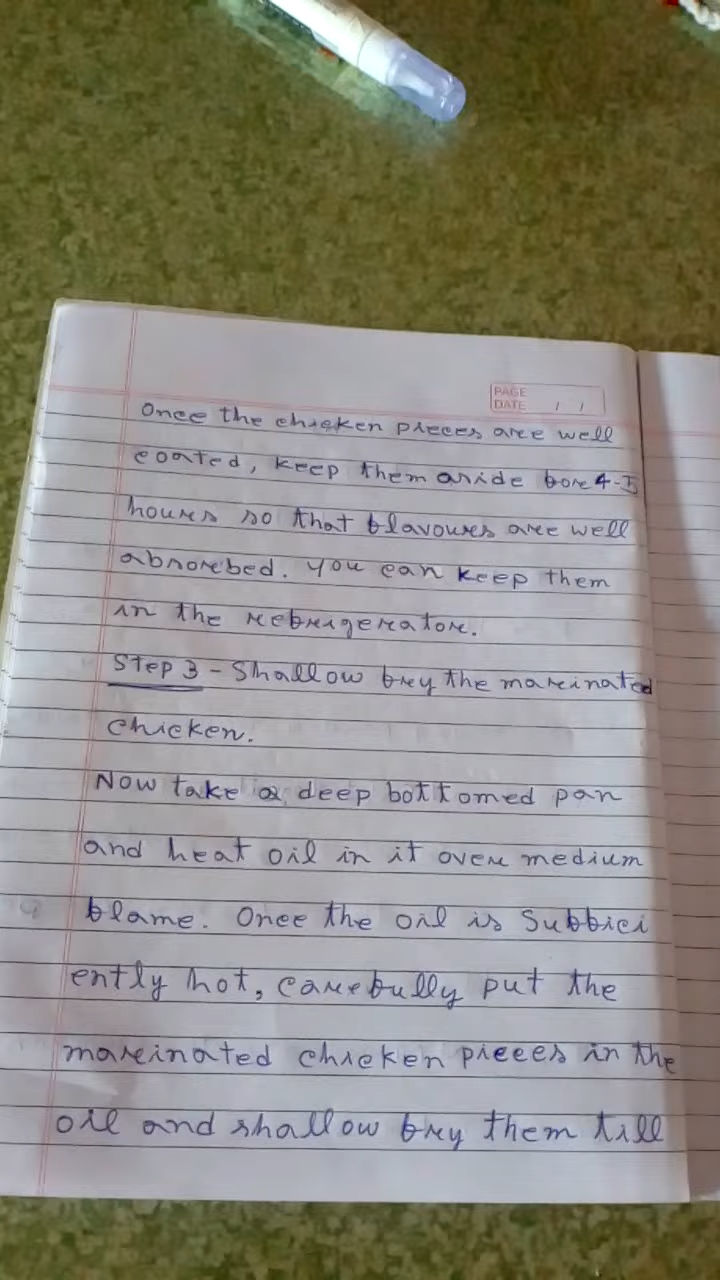 PAGE
DATE / /
Once the chicken pieces are well
coated, keep them aside for 4-5
hours so that flavours are well
absorbed. You can keep them
in the refrigerator.
Step 3 - Shallow fry the marinated
chicken.
Now take a deep bottomed pan
and heat oil in it over medium
flame. Once the oil is suffici
ently hot, carefully put the
marinated chicken pieces in the
oil and shallow fry them till